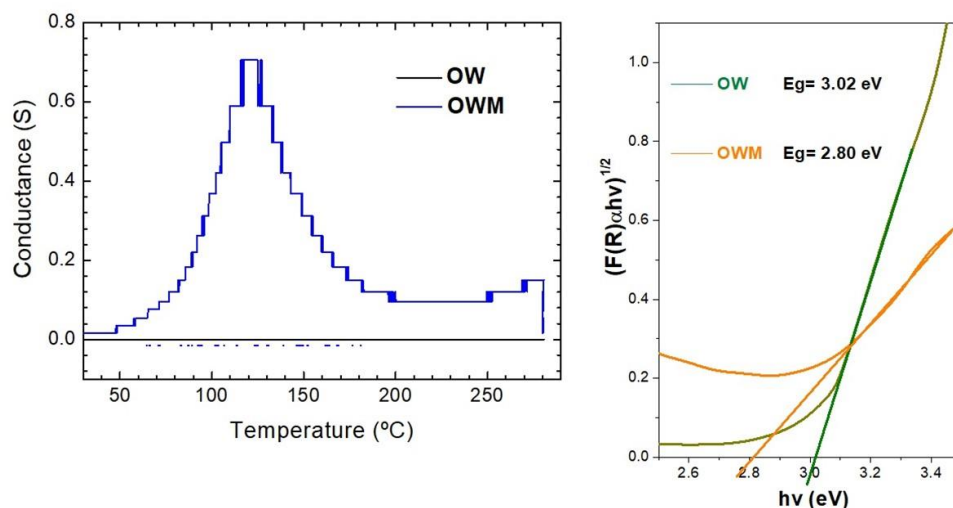 0.8
0.6
0.4
0.2
0.0
Conductance (S)
OW
OWM
50 100 150 200 250
Temperature (ºC)
1.0
0.8
0.6
0.4
0.2
0.0
(F(R)αhν)1/2
OW Eg= 3.02 eV
OWM Eg= 2.80 eV
2.6 2.8 3.0 3.2 3.4
hν (eV)